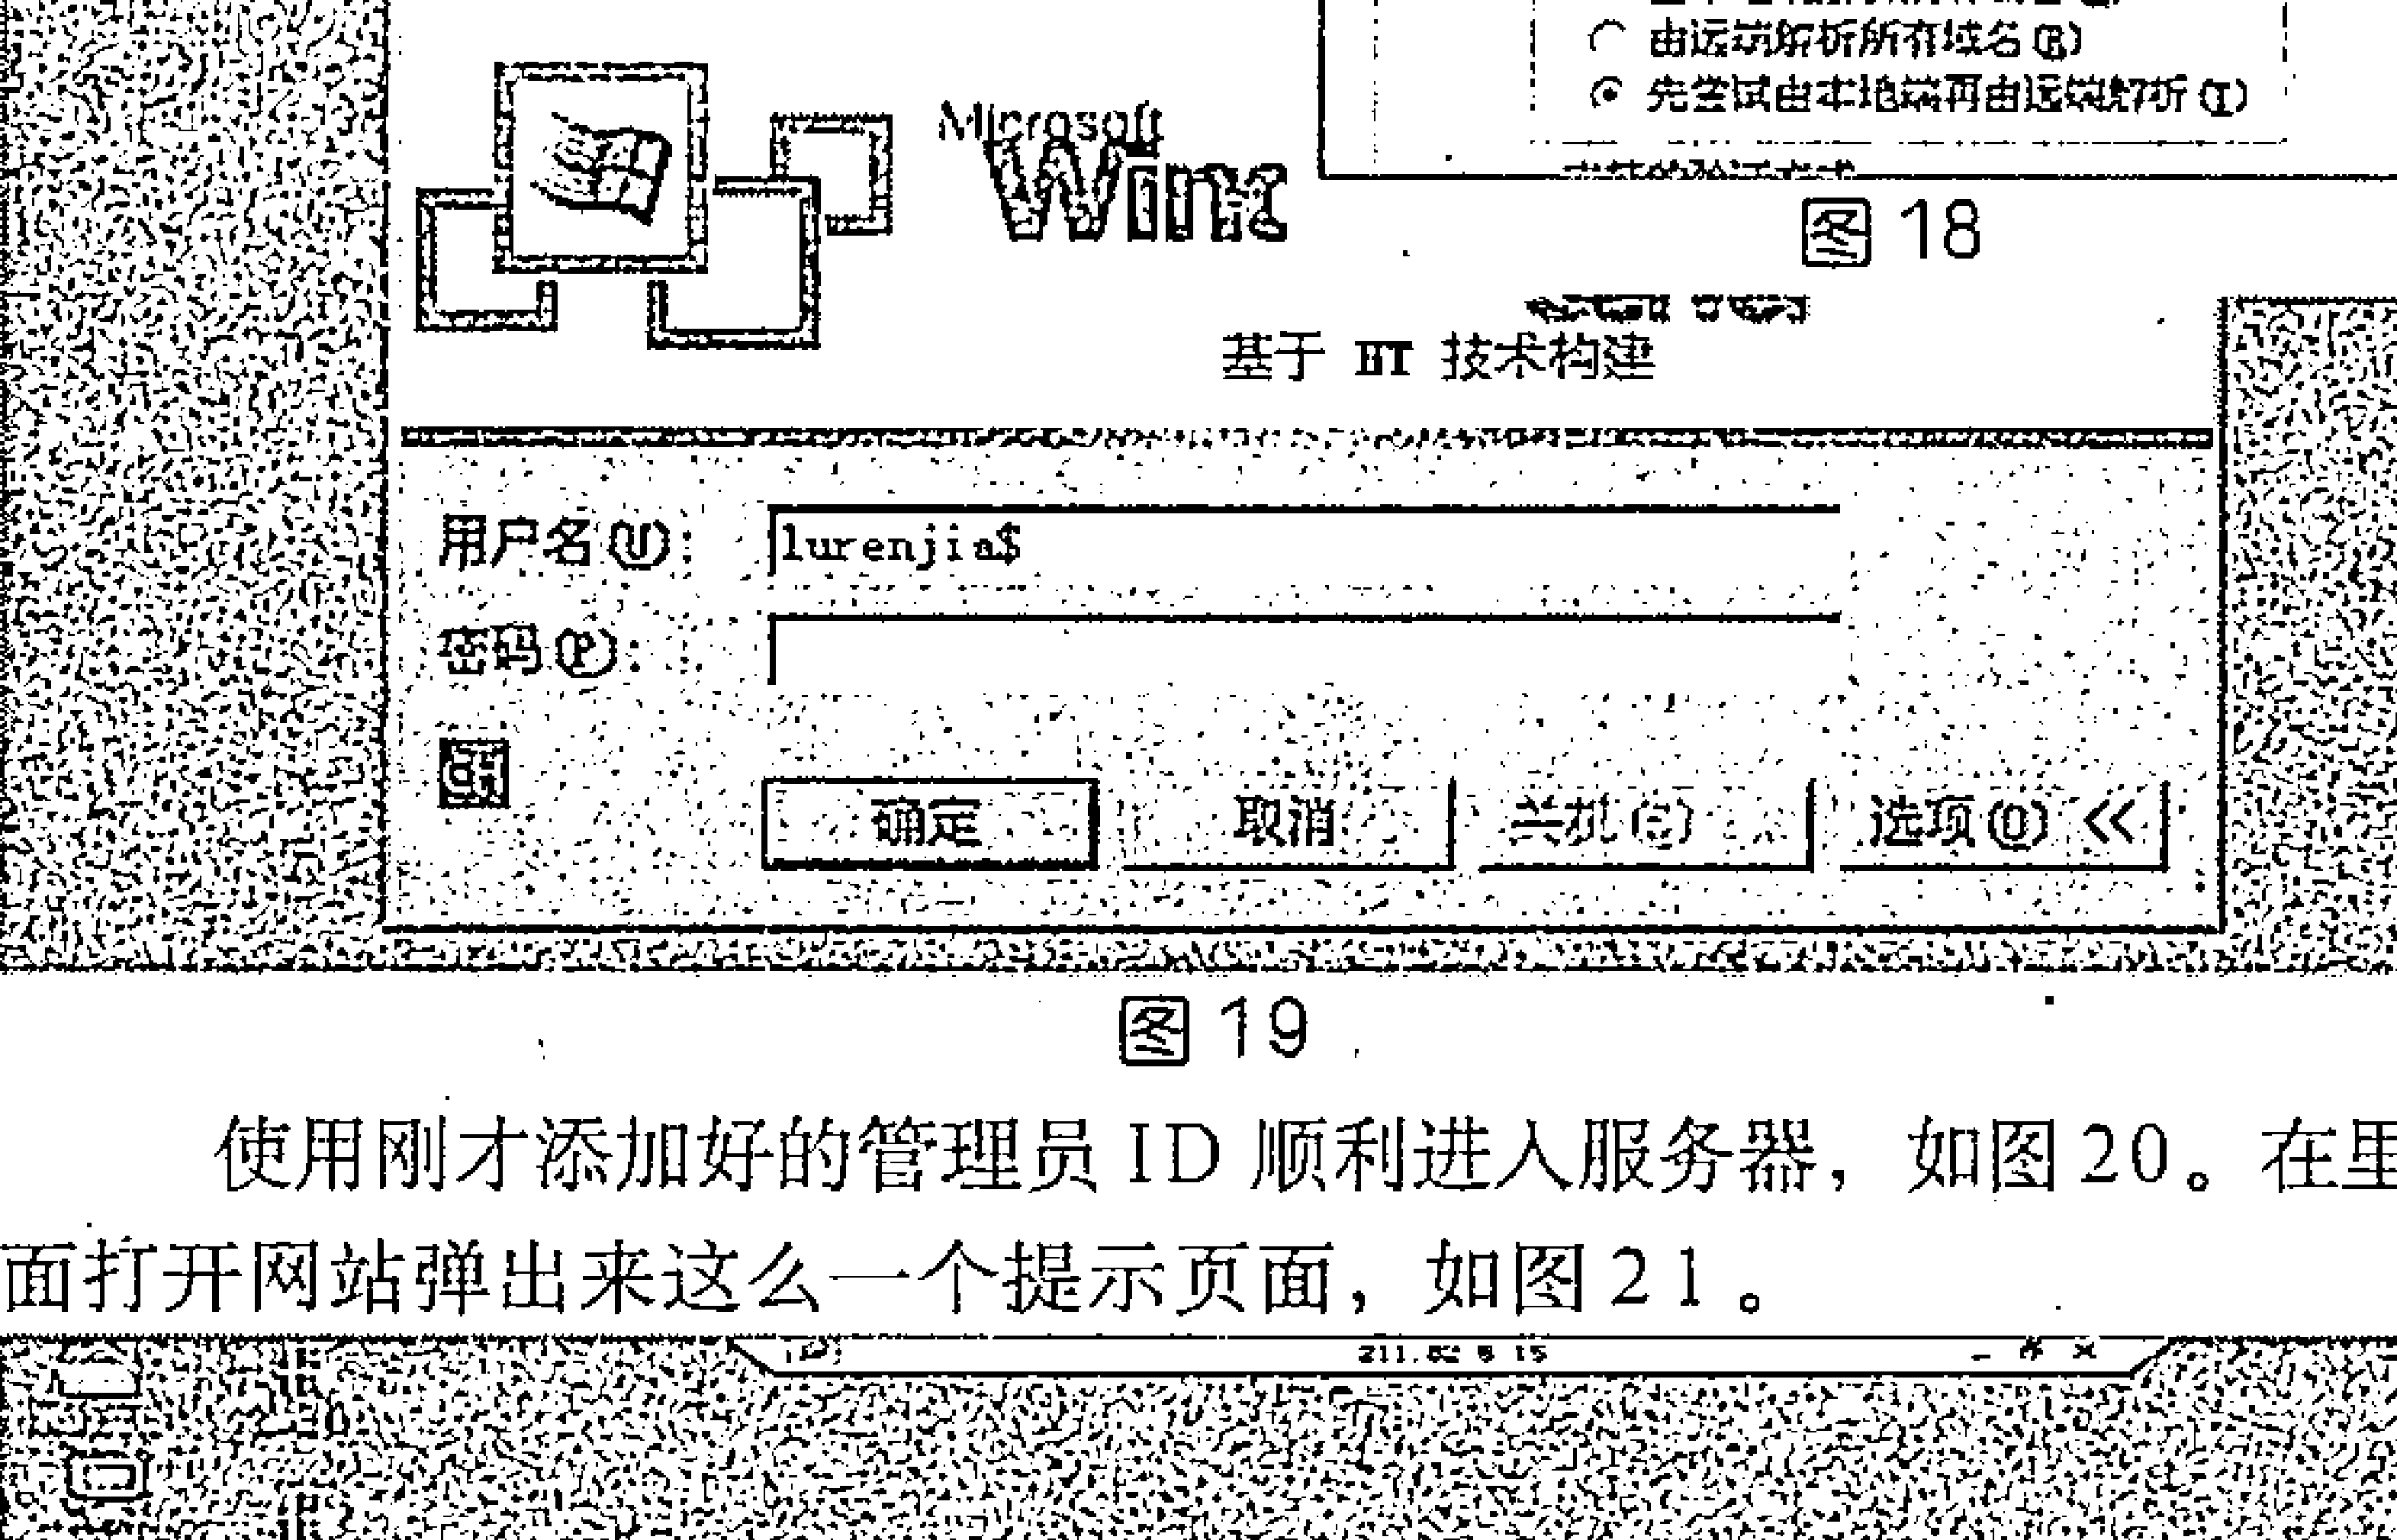 由远端解析所有域名(R)
先尝试由本地端再由远端解析(T)
图 18
Microsoft
基于 NT 技术构建
用户名(U):
lurenjia$
密码(P):
确定
取消
关机
选项(O) <<
图 19
使用刚才添加好的管理员 ID 顺利进入服务器，如图 20。在里
面打开网站弹出来这么一个提示页面，如图 21。